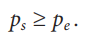 pₛ ≥ pₑ.